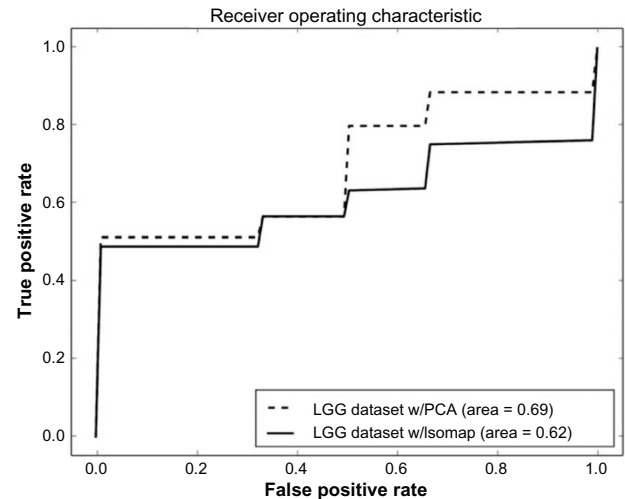 Receiver operating characteristic
True positive rate
1.0
0.8
0.6
0.4
0.2
0.0
LGG dataset w/PCA (area = 0.69)
LGG dataset w/Isomap (area = 0.62)
0.0 0.2 0.4 0.6 0.8 1.0
False positive rate